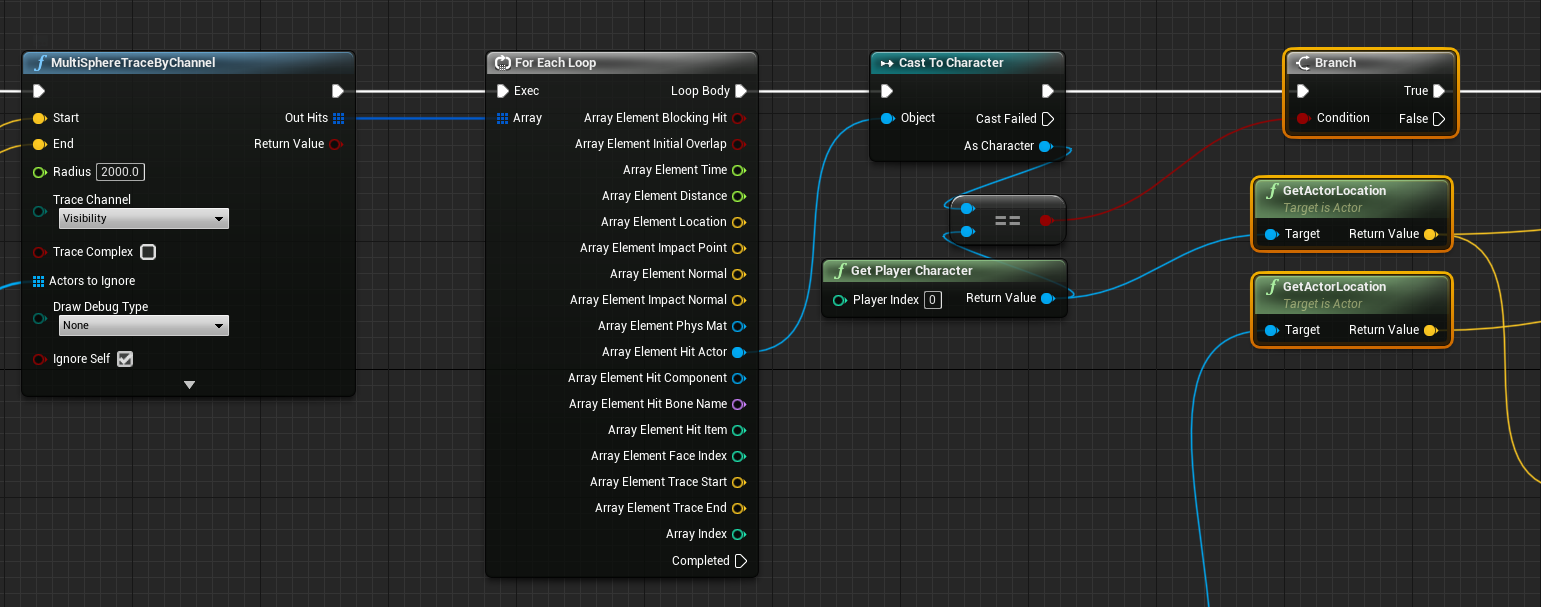 MultiSphereTraceByChannel
Start
Out Hits
End
Return Value
Radius 2000.0
Trace Channel
Visibility
Trace Complex
Actors to Ignore
Draw Debug Type
None
Ignore Self
For Each Loop
Exec
Loop Body
Array
Array Element Blocking Hit
Array Element Initial Overlap
Array Element Time
Array Element Distance
Array Element Location
Array Element Impact Point
Array Element Normal
Array Element Impact Normal
Array Element Phys Mat
Array Element Hit Actor
Array Element Hit Component
Array Element Hit Bone Name
Array Element Hit Item
Array Element Face Index
Array Element Trace Start
Array Element Trace End
Array Index
Completed
Cast To Character
Object
Cast Failed
As Character
==
Get Player Character
Player Index 0
Return Value
Branch
True
Condition
False
GetActorLocation
Target is Actor
Target
Return Value
GetActorLocation
Target is Actor
Target
Return Value